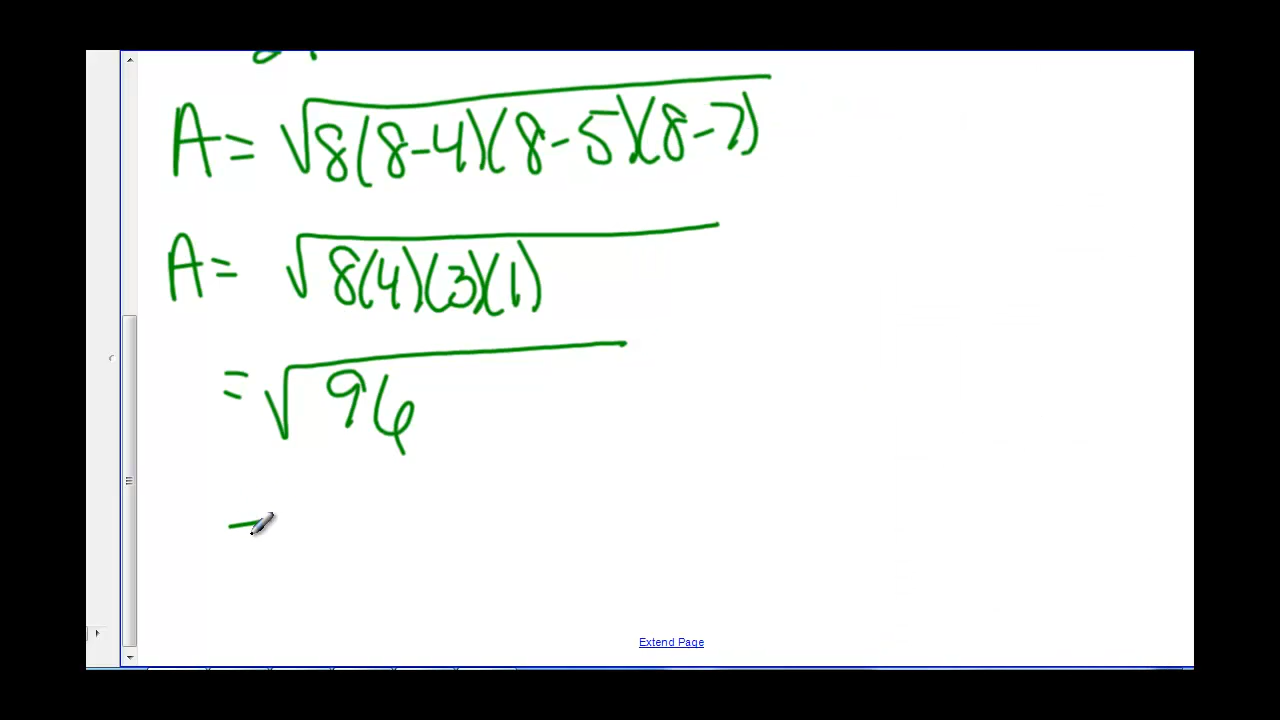 A = √8(8-4)(8-5)(8-7)
A = √8(4)(3)(1)
= √96
Extend Page